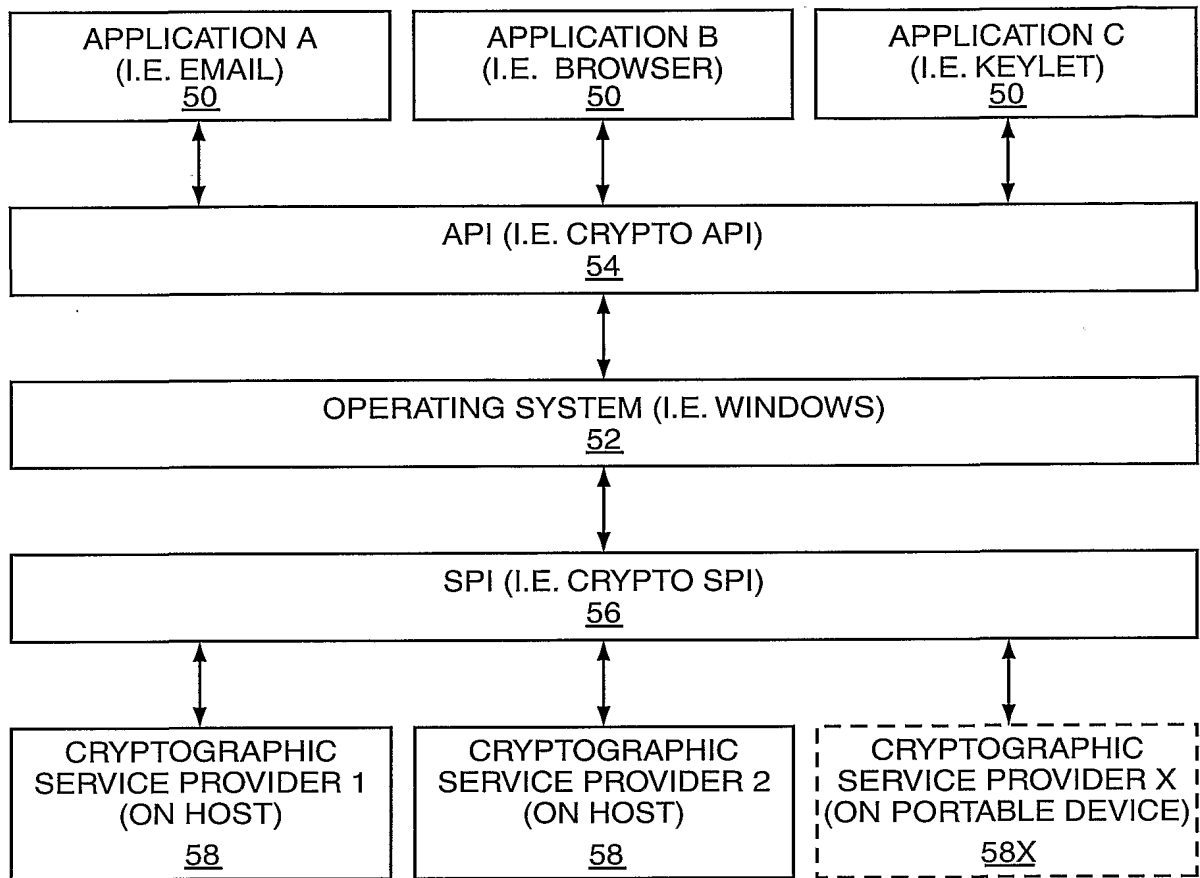 APPLICATION A
(I.E. EMAIL)
50
APPLICATION B
(I.E. BROWSER)
50
APPLICATION C
(I.E. KEYLET)
50
API (I.E. CRYPTO API)
54
OPERATING SYSTEM (I.E. WINDOWS)
52
SPI (I.E. CRYPTO SPI)
56
CRYPTOGRAPHIC
SERVICE PROVIDER 1
(ON HOST)
58
CRYPTOGRAPHIC
SERVICE PROVIDER 2
(ON HOST)
58
CRYPTOGRAPHIC
SERVICE PROVIDER X
(ON PORTABLE DEVICE)
58X